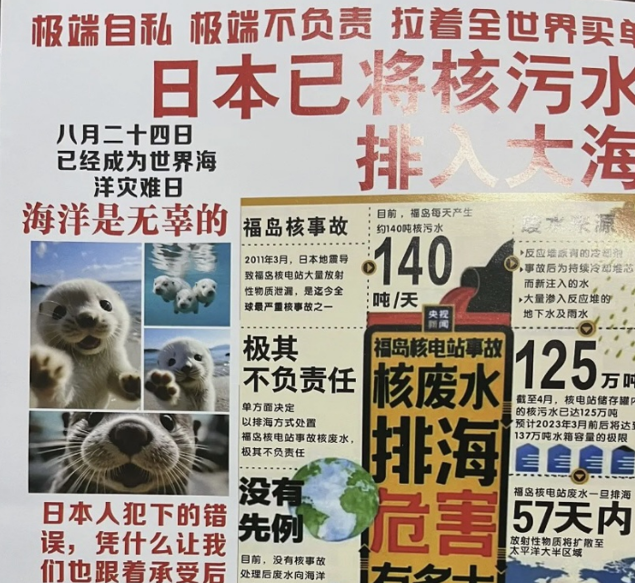 极端自私 极端不负责 拉着全世界买单
日本已将核污水
排入大海
八月二十四日
已经成为世界海
洋灾难日
海洋是无辜的
福岛核事故
2011年3月，日本地震导
致福岛核电站大量放射
性物质泄漏，是迄今全
球最严重核事故之一
目前，福岛每天产生
约140吨核污水
140
吨/天
废水来源
反应堆原有的冷却剂
事故后为持续冷却堆芯
而新注入的水
大量渗入反应堆的
地下水及雨水
央视
新闻
极其
不负责任
单方面决定
以排海方式处置
福岛核电站事故核废水，
极其不负责任
福岛核电站事故
核废水
排海
危害
有多大
125万吨
截至4月，核电站储存罐内
的核污水已达125万吨
预计2023年3月前后将达到
137万吨水箱容量的极限
没有
先例
目前，没有核事故
处理后废水向海洋
福岛核电站废水一旦排海
57天内
放射性物质将扩散至
太平洋大半区域
日本人犯下的错
误，凭什么让我
们也跟着承受后